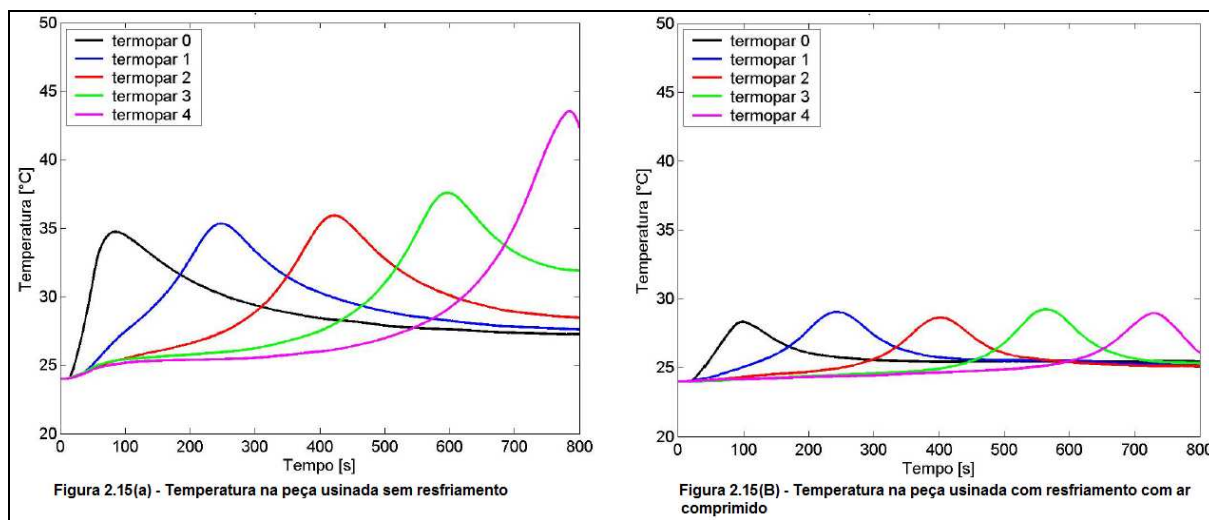 50
45
40
35
30
25
20
Temperatura [°C]
termopar 0
termopar 1
termopar 2
termopar 3
termopar 4
0 100 200 300 400 500 600 700 800
Tempo [s]
Figura 2.15(a) - Temperatura na peça usinada sem resfriamento
50
45
40
35
30
25
20
Temperatura [°C]
termopar 0
termopar 1
termopar 2
termopar 3
termopar 4
0 100 200 300 400 500 600 700 800
Tempo [s]
Figura 2.15(B) - Temperatura na peça usinada com resfriamento com ar
comprimido